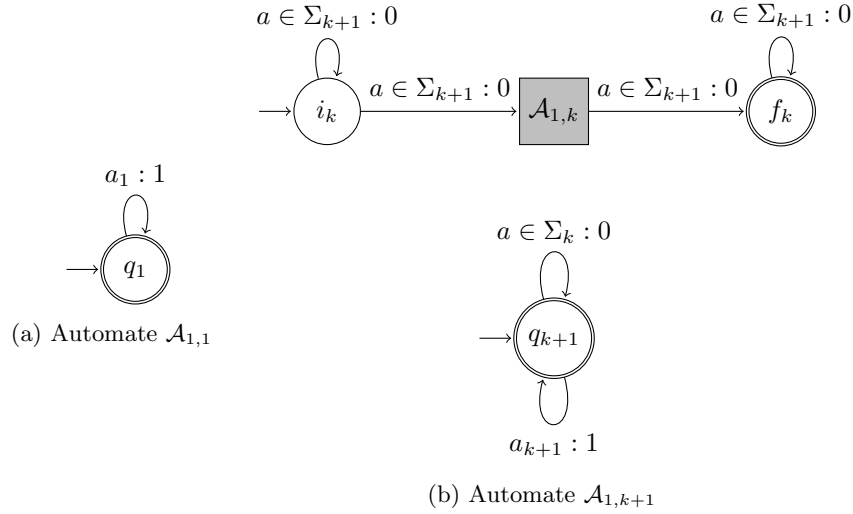 a ∈ Σ_{k+1} : 0
a ∈ Σ_{k+1} : 0
i_k
a ∈ Σ_{k+1} : 0
𝒜_{1,k}
a ∈ Σ_{k+1} : 0
f_k
a_1 : 1
q_1
(a) Automate 𝒜_{1,1}
a ∈ Σ_k : 0
q_{k+1}
a_{k+1} : 1
(b) Automate 𝒜_{1,k+1}